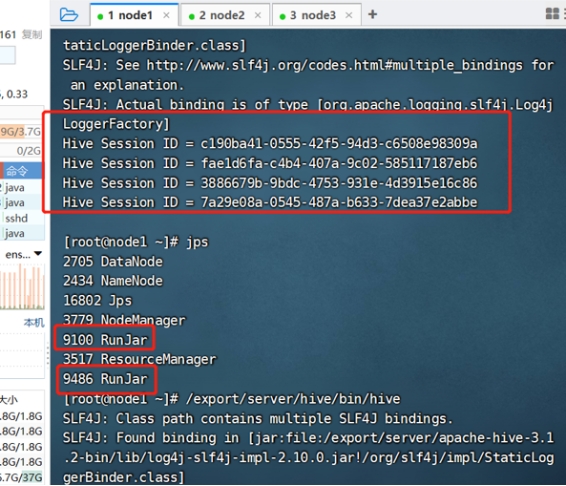 161 复制
1 node1 ×
2 node2 ×
3 node3 ×
+
, 0.33
9G/3.7G
0/2G
命令
java
java
sshd
java
ens...
本机
大小
.8G/1.8G
.8G/1.8G
.8G/1.8G
.8G/1.8G
6.7G/37G
taticLoggerBinder.class]
SLF4J: See http://www.slf4j.org/codes.html#multiple_bindings for
an explanation.
SLF4J: Actual binding is of type [org.apache.logging.slf4j.Log4j
LoggerFactory]
Hive Session ID = c190ba41-0555-42f5-94d3-c6508e98309a
Hive Session ID = fae1d6fa-c4b4-407a-9c02-585117187eb6
Hive Session ID = 3886679b-9bdc-4753-931e-4d3915e16c86
Hive Session ID = 7a29e08a-0545-487a-b633-7dea37e2abbe
[root@node1 ~]# jps
2705 DataNode
2434 NameNode
16802 Jps
3779 NodeManager
9100 RunJar
3517 ResourceManager
9486 RunJar
[root@node1 ~]# /export/server/hive/bin/hive
SLF4J: Class path contains multiple SLF4J bindings.
SLF4J: Found binding in [jar:file:/export/server/apache-hive-3.1
.2-bin/lib/log4j-slf4j-impl-2.10.0.jar!/org/slf4j/impl/StaticLog
gerBinder.class]